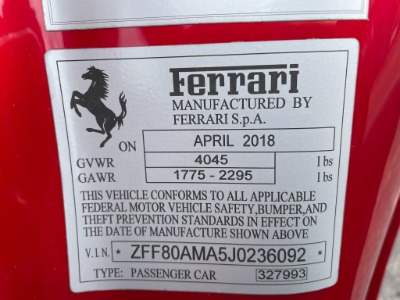 Ferrari
MANUFACTURED BY
FERRARI S.p.A.
ON APRIL 2018
GVWR 4045 lbs
GAWR 1775 - 2295 lbs
THIS VEHICLE CONFORMS TO ALL APPLICABLE
FEDERAL MOTOR VEHICLE SAFETY, BUMPER, AND
THEFT PREVENTION STANDARDS IN EFFECT ON
THE DATE OF MANUFACTURE SHOWN ABOVE
V.I.N. *ZFF80AMA5J0236092*
TYPE: PASSENGER CAR 327993